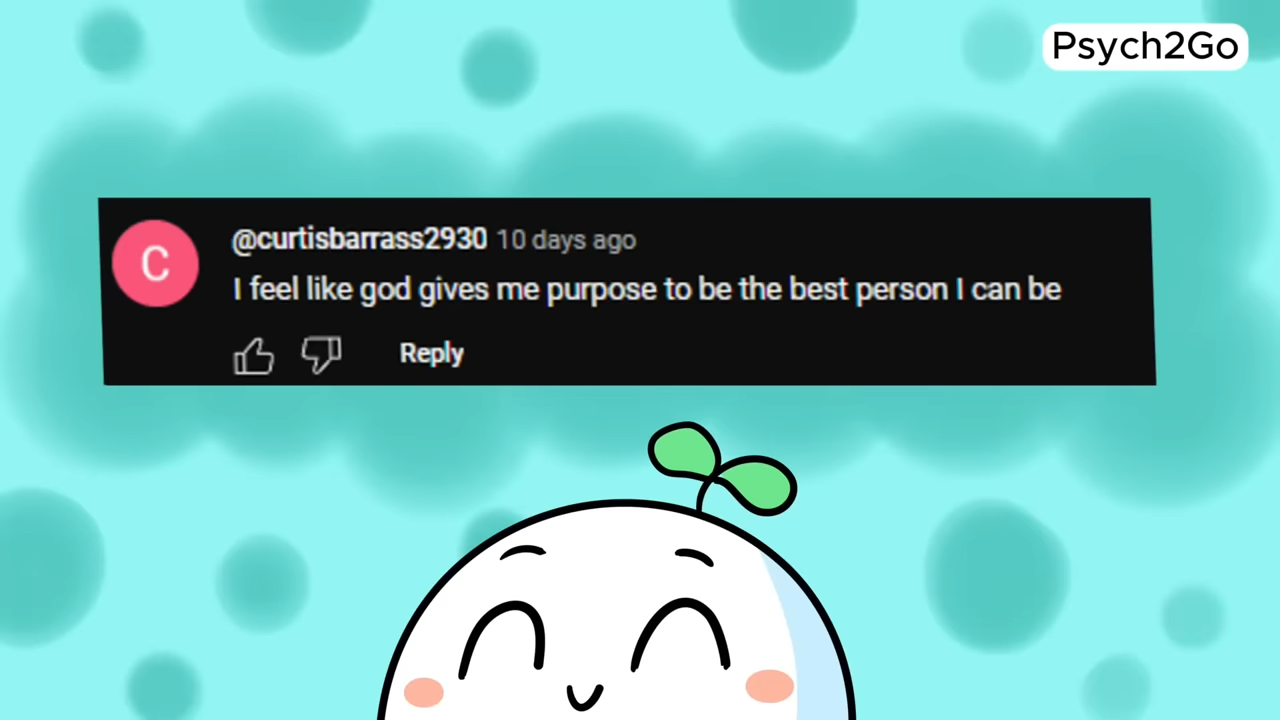 Psych2Go
C
@curtisbarrass2930 10 days ago
I feel like god gives me purpose to be the best person I can be
Reply